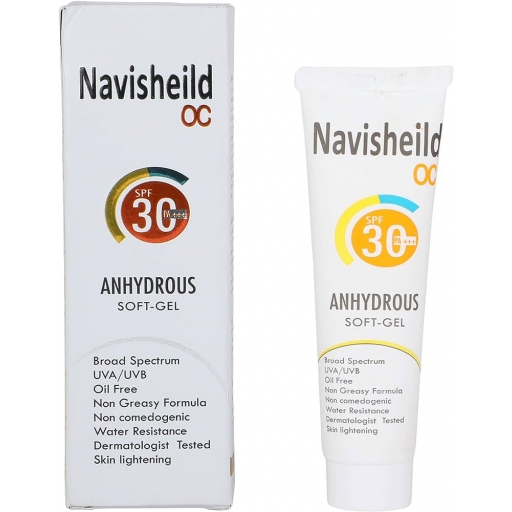 Navisheild
OC
SPF
30
PA+++
ANHYDROUS
SOFT-GEL
Broad Spectrum
UVA/UVB
Oil Free
Non Greasy Formula
Non comedogenic
Water Resistance
Dermatologist Tested
Skin lightening
Navisheild
OC
SPF
30
PA+++
ANHYDROUS
SOFT-GEL
Broad Spectrum
UVA/UVB
Oil Free
Non Greasy Formula
Non comedogenic
Water Resistance
Dermatologist Tested
Skin lightening